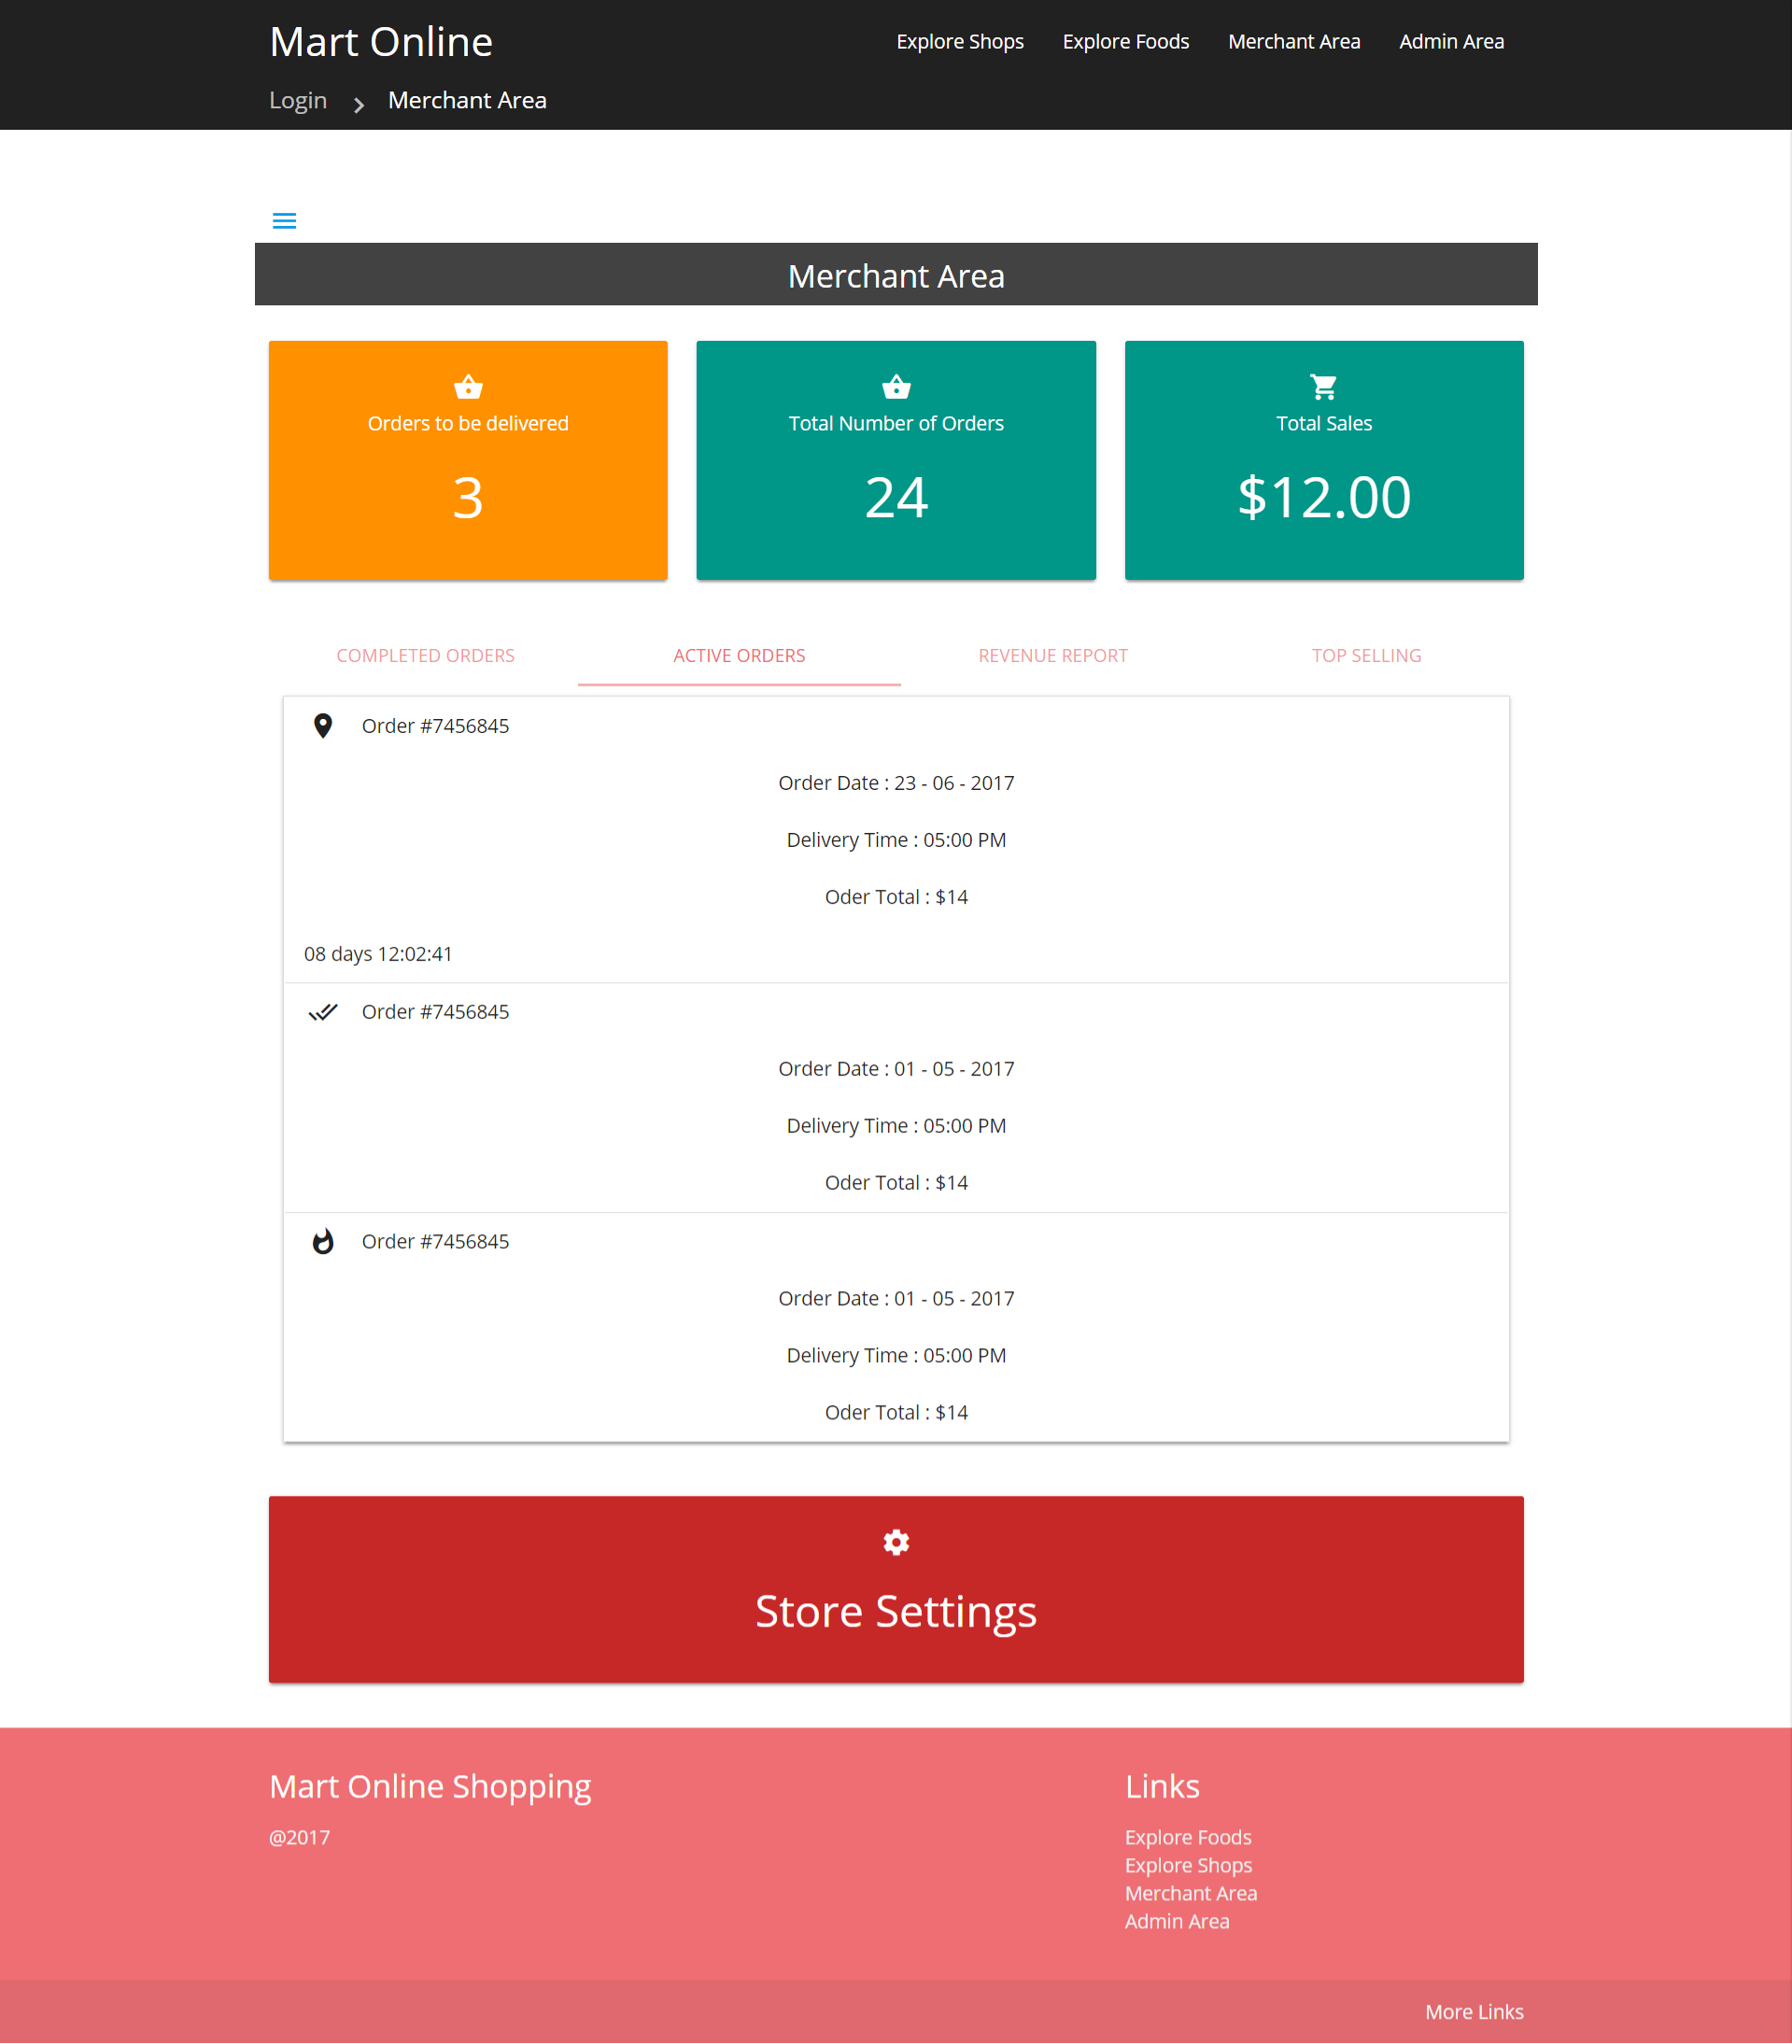 Mart Online
Explore Shops Explore Foods Merchant Area Admin Area
Login Merchant Area
Merchant Area
Orders to be delivered
3
Total Number of Orders
24
Total Sales
$12.00
COMPLETED ORDERS ACTIVE ORDERS REVENUE REPORT TOP SELLING
Order #7456845
Order Date : 23 - 06 - 2017
Delivery Time : 05:00 PM
Oder Total : $14
08 days 12:02:41
Order #7456845
Order Date : 01 - 05 - 2017
Delivery Time : 05:00 PM
Oder Total : $14
Order #7456845
Order Date : 01 - 05 - 2017
Delivery Time : 05:00 PM
Oder Total : $14
Store Settings
Mart Online Shopping
@2017
Links
Explore Foods
Explore Shops
Merchant Area
Admin Area
More Links